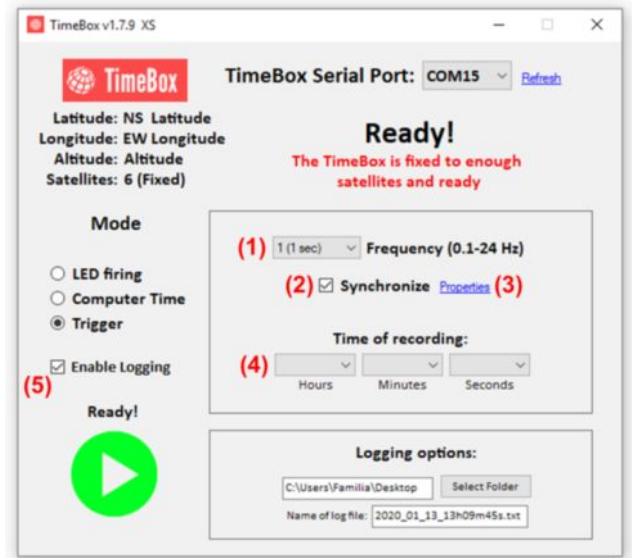 TimeBox v1.7.9 XS
TimeBox
TimeBox Serial Port: COM15 Refresh
Latitude: NS Latitude
Longitude: EW Longitude
Altitude: Altitude
Satellites: 6 (Fixed)
Ready!
The TimeBox is fixed to enough
satellites and ready
Mode
LED firing
Computer Time
Trigger
Enable Logging
(5)
Ready!
(1) 1 (1 sec) Frequency (0.1-24 Hz)
(2) Synchronize Properties (3)
Time of recording:
(4)
Hours Minutes Seconds
Logging options:
C:\Users\Familia\Desktop Select Folder
Name of log file: 2020_01_13_13h09m45s.txt